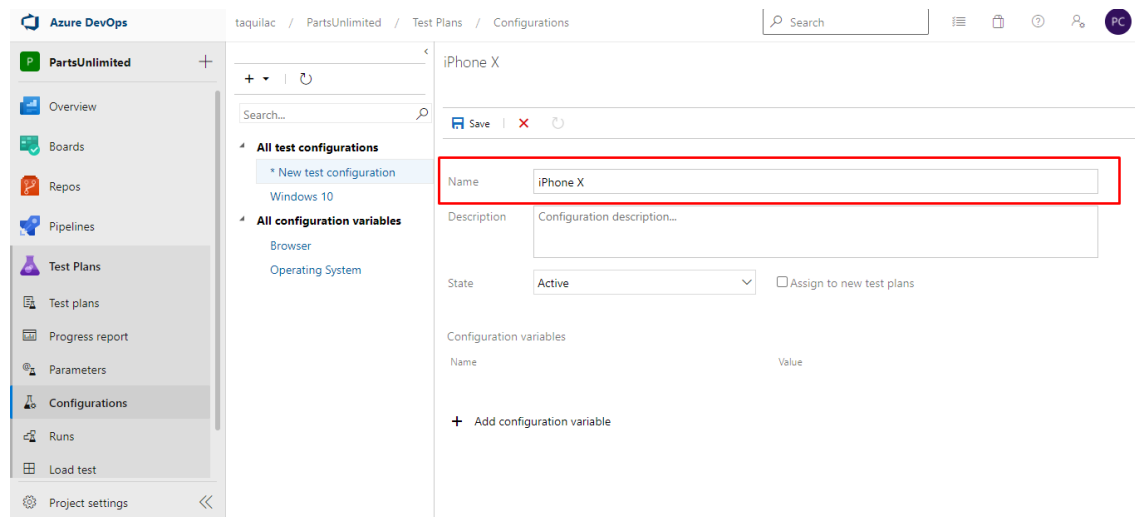 Azure DevOps
taquilac / PartsUnlimited / Test Plans / Configurations
Search
PC
P PartsUnlimited
Overview
Boards
Repos
Pipelines
Test Plans
Test plans
Progress report
Parameters
Configurations
Runs
Load test
Project settings
Search...
All test configurations
* New test configuration
Windows 10
All configuration variables
Browser
Operating System
iPhone X
Save
Name iPhone X
Description Configuration description...
State Active Assign to new test plans
Configuration variables
Name Value
+ Add configuration variable